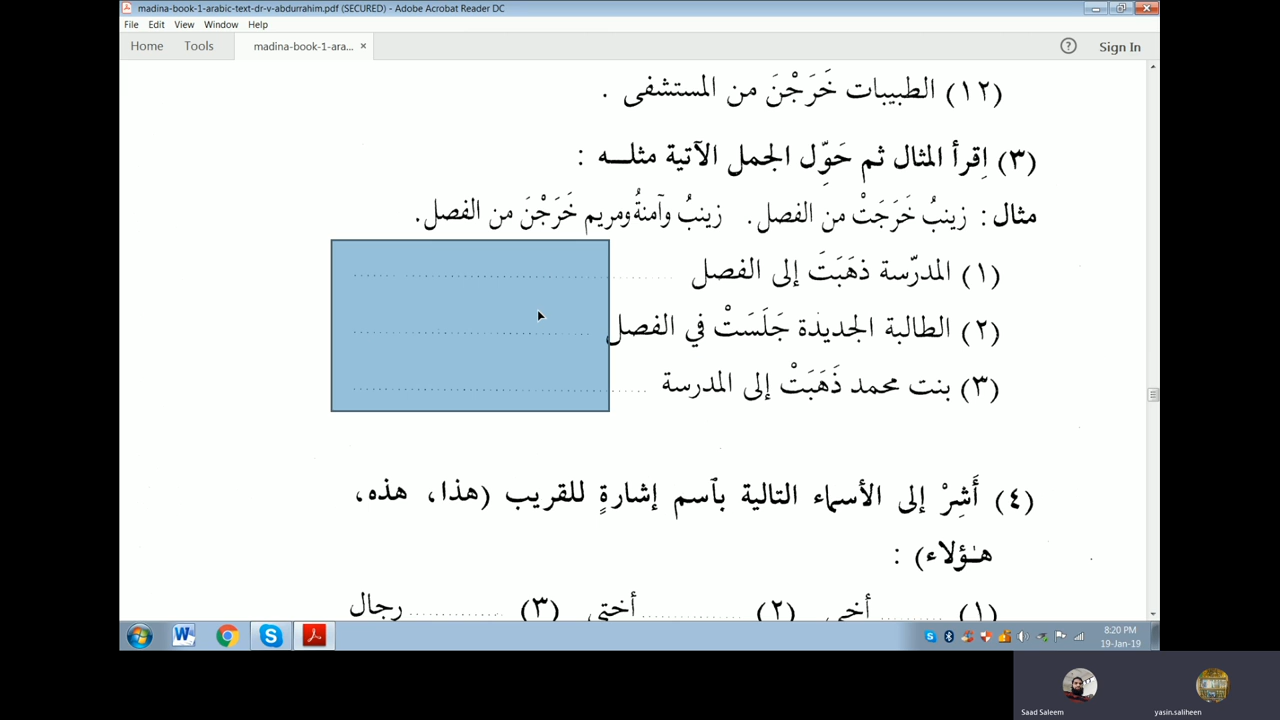 madina-book-1-arabic-text-dr-v-abdurrahim.pdf (SECURED) - Adobe Acrobat Reader DC
File Edit View Window Help
Home Tools madina-book-1-ara... × ? Sign In
(١٢) الطبيبات خَرَجْنَ من المستشفى .
(٣) اِقرأ المثال ثم حَوِّل الجمل الآتية مثلـــه :
مثال : زينبُ خَرَجَتْ من الفصل . زينبُ وآمنةُ ومريم خَرَجْنَ من الفصل.
(١) المدرّسة ذهَبَتَ إلى الفصل ......................
(٢) الطالبة الجديدة جَلَسَتْ في الفصل ......................
(٣) بنت محمد ذَهَبَتْ إلى المدرسة ......................
(٤) أَشِرْ إلى الأسماء التالية بٱسم إشارةٍ للقريب (هذا، هذه،
هـٰؤلاء) :
(١) ............ أخي (٢) ............ أختي (٣) ............ رجال
8:20 PM
19-Jan-19
Saad Saleem yasin.saliheen